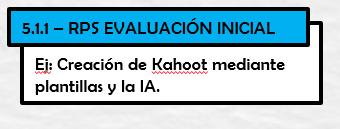 5.1.1 – RPS EVALUACIÓN INICIAL
Ej: Creación de Kahoot mediante
plantillas y la IA.